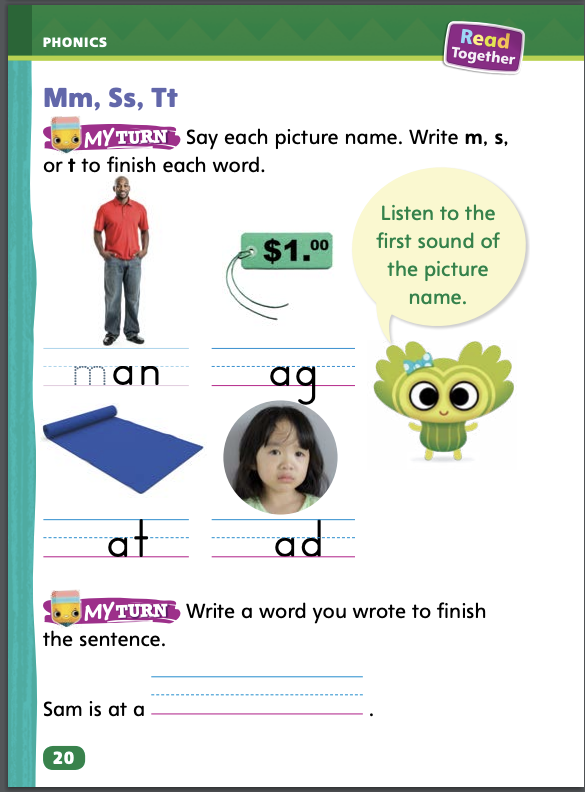 PHONICS
Read
Together
Mm, Ss, Tt
MY TURN Say each picture name. Write m, s,
or t to finish each word.
Listen to the
first sound of
the picture
name.
$1.00
man
ag
at
ad
MY TURN Write a word you wrote to finish
the sentence.
Sam is at a .
20